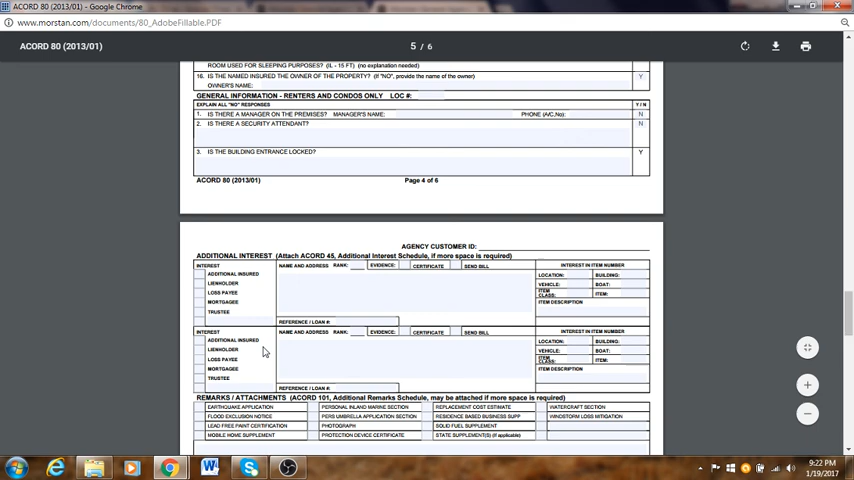 ACORD 80 (2013/01) - Google Chrome
www.morstan.com/documents/80_AdobeFillable.PDF
ACORD 80 (2013/01)
5 / 6
ROOM USED FOR SLEEPING PURPOSES? (IL - 15 FT) (no explanation needed)
16. IS THE NAMED INSURED THE OWNER OF THE PROPERTY? (If "NO", provide the name of the owner) Y
OWNER'S NAME:
GENERAL INFORMATION - RENTERS AND CONDOS ONLY LOC #:
EXPLAIN ALL "NO" RESPONSES Y / N
1. IS THERE A MANAGER ON THE PREMISES? MANAGER'S NAME: PHONE (A/C,No): N
2. IS THERE A SECURITY ATTENDANT? N
3. IS THE BUILDING ENTRANCE LOCKED? Y
ACORD 80 (2013/01) Page 4 of 6
AGENCY CUSTOMER ID:
ADDITIONAL INTEREST (Attach ACORD 45, Additional Interest Schedule, if more space is required)
INTEREST NAME AND ADDRESS RANK: EVIDENCE: CERTIFICATE SEND BILL INTEREST IN ITEM NUMBER
ADDITIONAL INSURED LOCATION: BUILDING:
LIENHOLDER VEHICLE: BOAT:
LOSS PAYEE ITEM CLASS: ITEM:
MORTGAGEE ITEM DESCRIPTION
TRUSTEE
REFERENCE / LOAN #:
INTEREST NAME AND ADDRESS RANK: EVIDENCE: CERTIFICATE SEND BILL INTEREST IN ITEM NUMBER
ADDITIONAL INSURED LOCATION: BUILDING:
LIENHOLDER VEHICLE: BOAT:
LOSS PAYEE ITEM CLASS: ITEM:
MORTGAGEE ITEM DESCRIPTION
TRUSTEE
REFERENCE / LOAN #:
REMARKS / ATTACHMENTS (ACORD 101, Additional Remarks Schedule, may be attached if more space is required)
EARTHQUAKE APPLICATION PERSONAL INLAND MARINE SECTION REPLACEMENT COST ESTIMATE WATERCRAFT SECTION
FLOOD EXCLUSION NOTICE PERS UMBRELLA APPLICATION SECTION RESIDENCE BASED BUSINESS SUPP WINDSTORM LOSS MITIGATION
LEAD FREE PAINT CERTIFICATION PHOTOGRAPH SOLID FUEL SUPPLEMENT
MOBILE HOME SUPPLEMENT PROTECTION DEVICE CERTIFICATE STATE SUPPLEMENT(S) (If applicable)
9:22 PM
1/19/2017